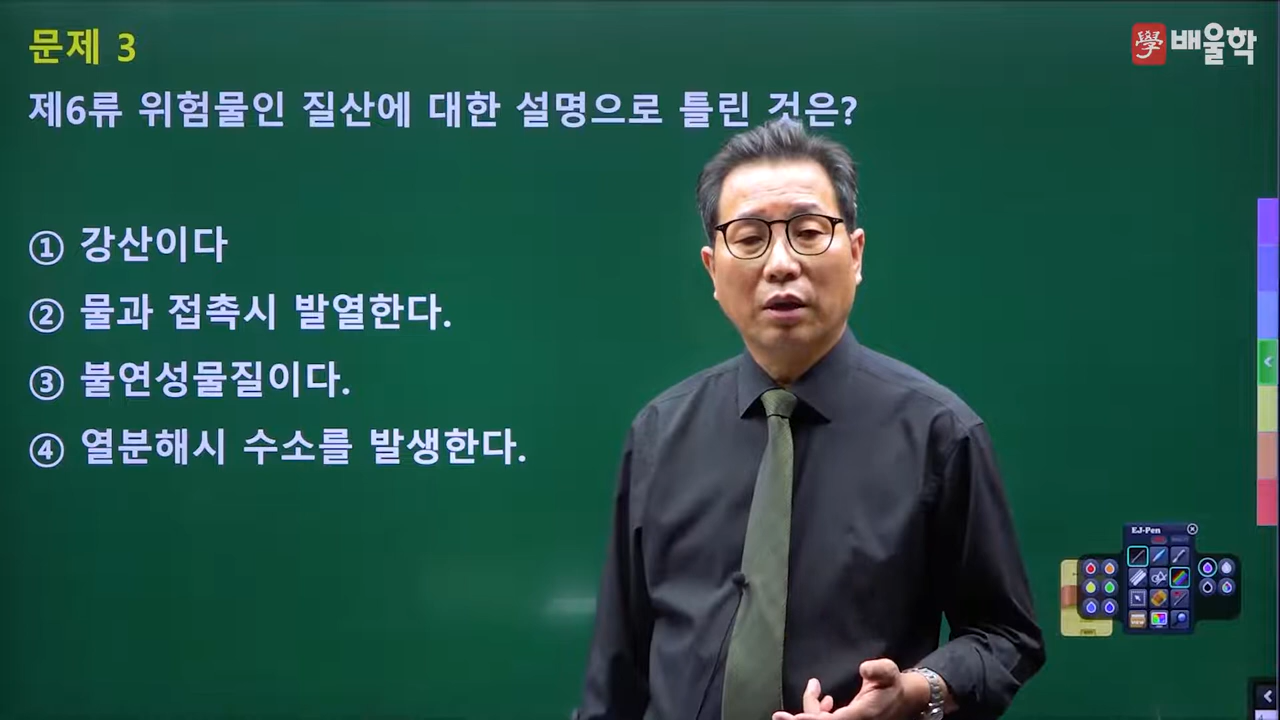 문제 3
學 배울학
제6류 위험물인 질산에 대한 설명으로 틀린 것은?
① 강산이다
② 물과 접촉시 발열한다.
③ 불연성물질이다.
④ 열분해시 수소를 발생한다.
EJ-Pen